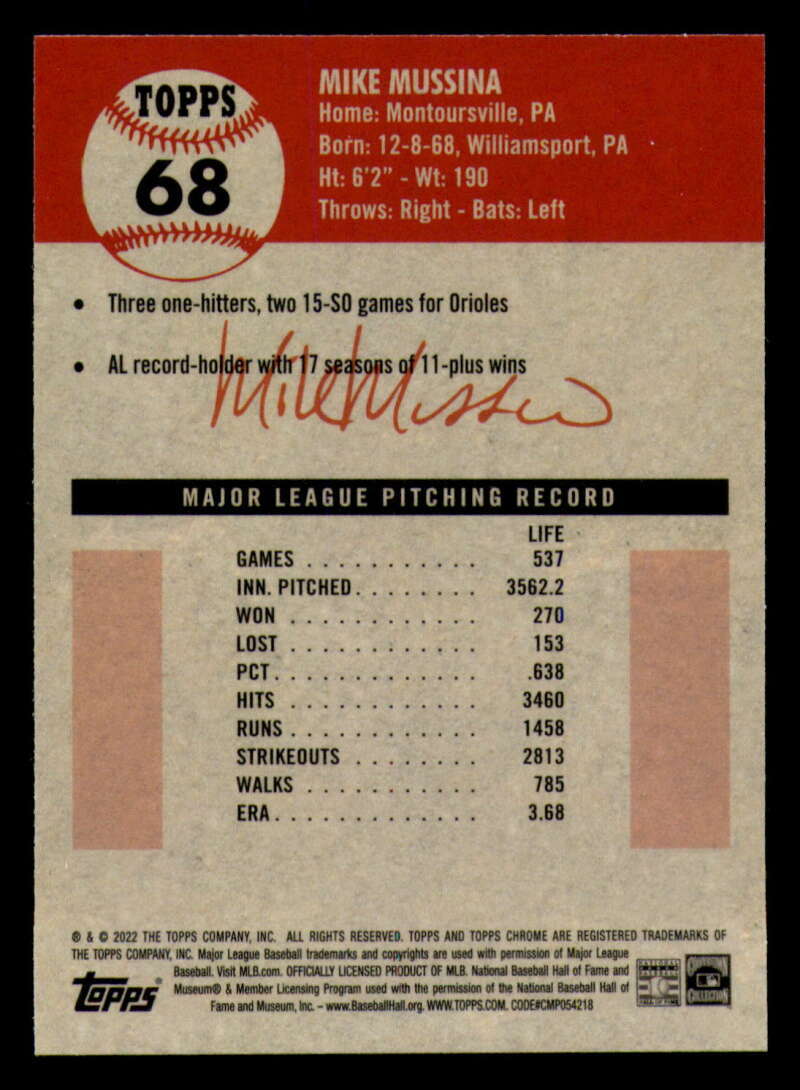 TOPPS
68
MIKE MUSSINA
Home: Montoursville, PA
Born: 12-8-68, Williamsport, PA
Ht: 6'2" - Wt: 190
Throws: Right - Bats: Left
• Three one-hitters, two 15-SO games for Orioles
• AL record-holder with 17 seasons of 11-plus wins
Mike Mussina
MAJOR LEAGUE PITCHING RECORD
LIFE
GAMES . . . . . . . . . . . 537
INN. PITCHED. . . . . . . . 3562.2
WON . . . . . . . . . . . . 270
LOST . . . . . . . . . . . . 153
PCT. . . . . . . . . . . . . .638
HITS . . . . . . . . . . . . 3460
RUNS . . . . . . . . . . . . 1458
STRIKEOUTS . . . . . . . . 2813
WALKS . . . . . . . . . . . 785
ERA. . . . . . . . . . . . . 3.68
® & © 2022 THE TOPPS COMPANY, INC. ALL RIGHTS RESERVED. TOPPS AND TOPPS CHROME ARE REGISTERED TRADEMARKS OF
THE TOPPS COMPANY, INC. Major League Baseball trademarks and copyrights are used with permission of Major League
Baseball. Visit MLB.com. OFFICIALLY LICENSED PRODUCT OF MLB. National Baseball Hall of Fame and
Museum® & Member Licensing Program used with the permission of the National Baseball Hall of
Fame and Museum, Inc. – www.BaseballHall.org. WWW.TOPPS.COM. CODE#CMP054218
Topps®
COLLECTION